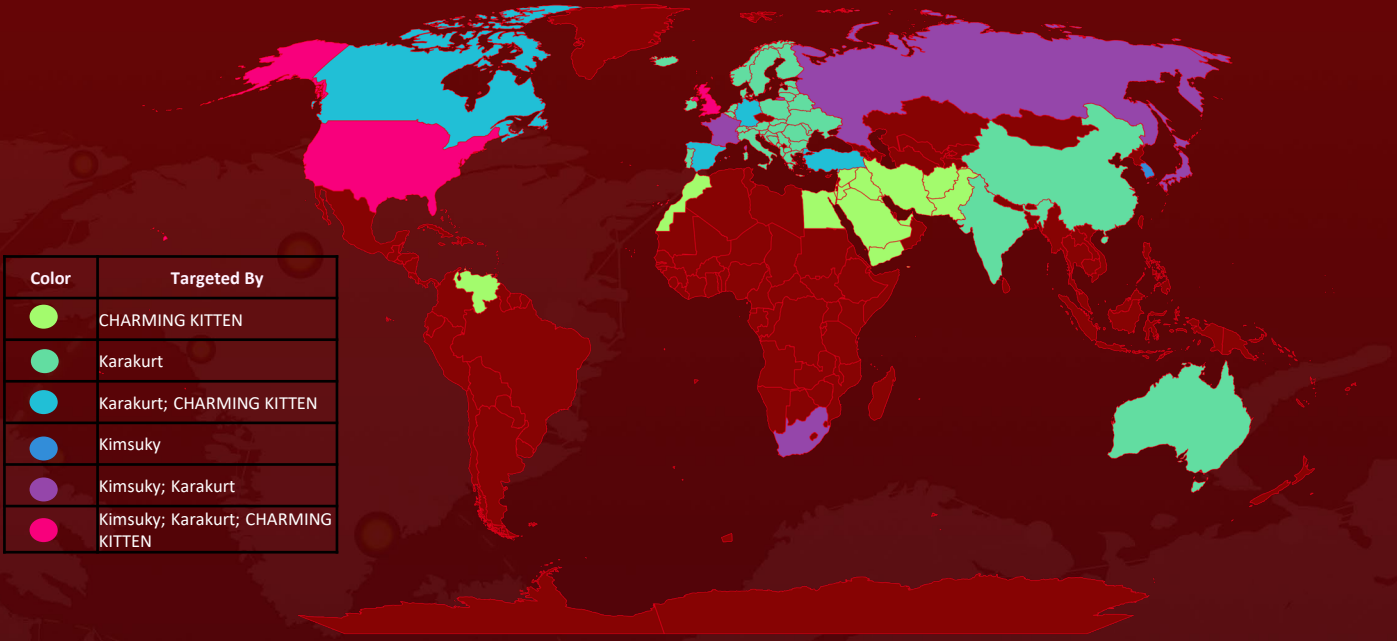 Color Targeted By
CHARMING KITTEN
Karakurt
Karakurt; CHARMING KITTEN
Kimsuky
Kimsuky; Karakurt
Kimsuky; Karakurt; CHARMING
KITTEN